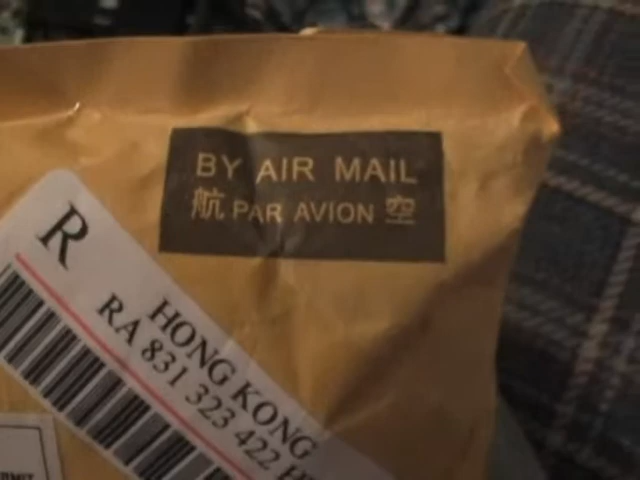 BY AIR MAIL
航 PAR AVION 空
R
HONG KONG
RA 831 323 422